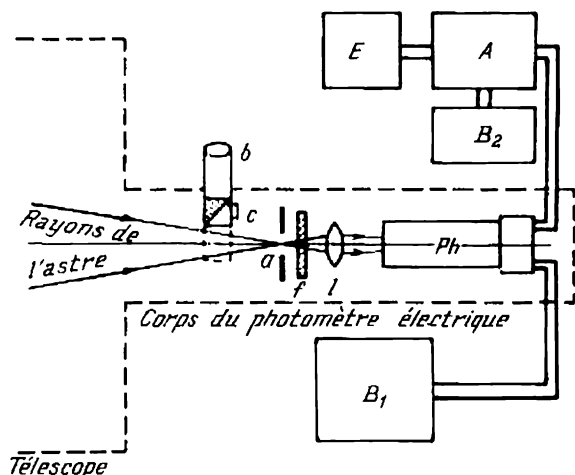 E
A
B₂
b
c
Rayons de
l'astre
a
f
l
Ph
Corps du photomètre électrique
B₁
Télescope